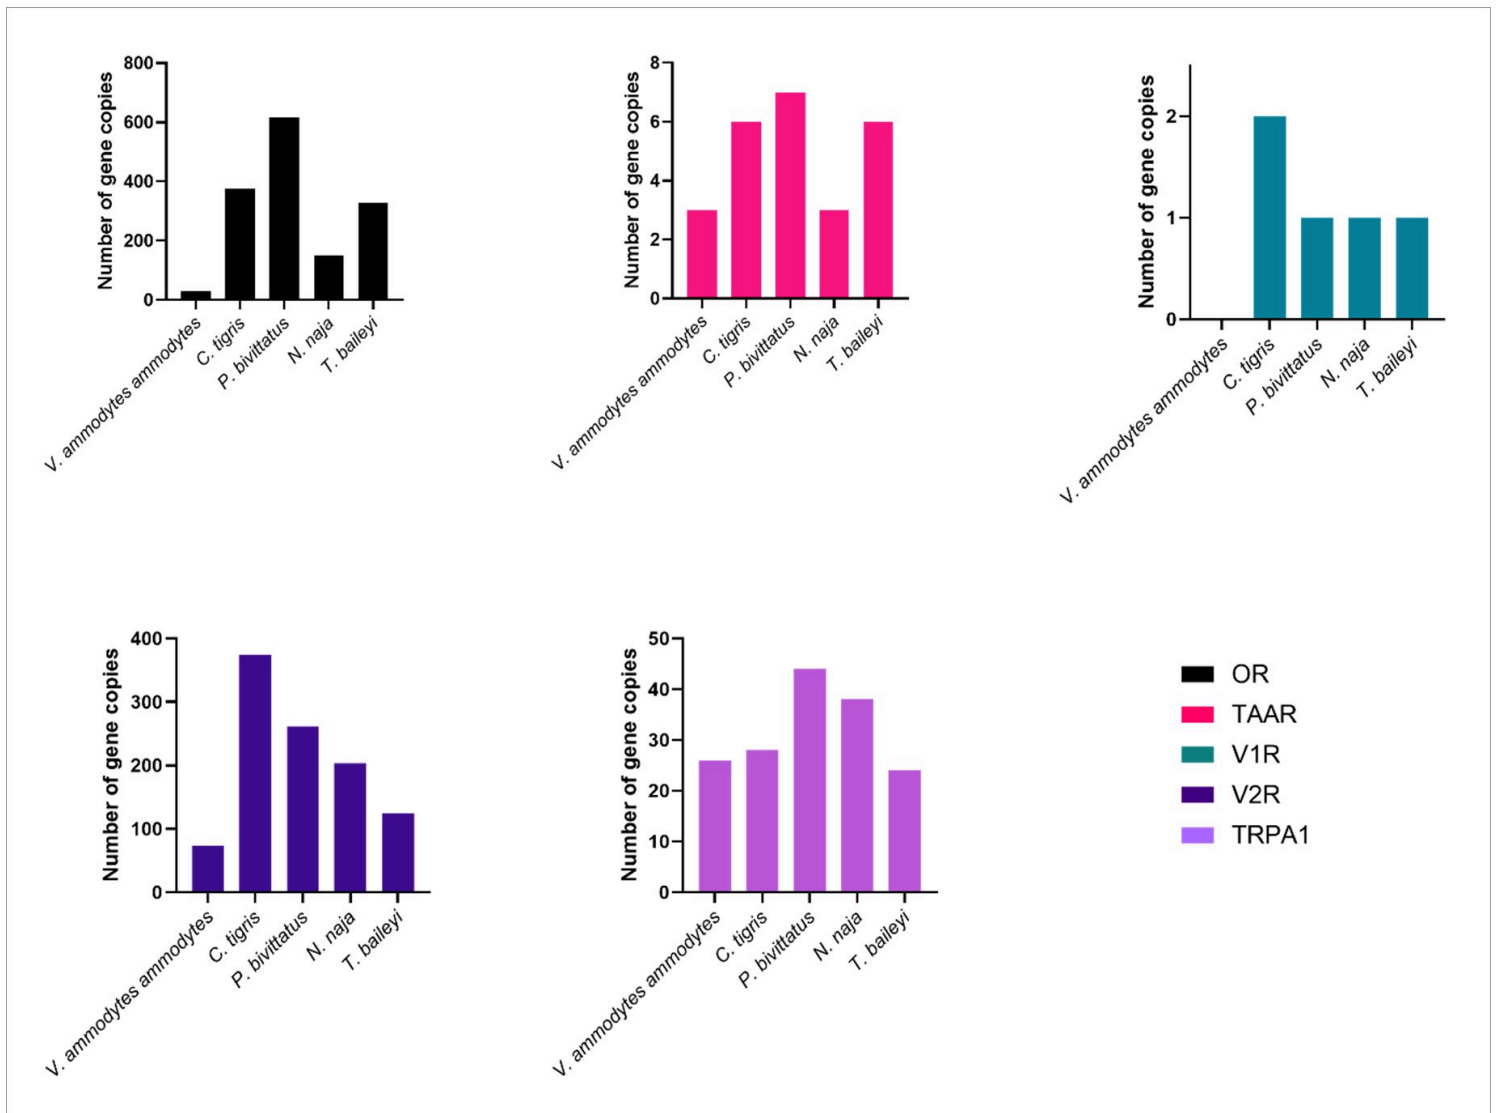 Number of gene copies
800
600
400
200
0
V. ammodytes ammodytes
C. tigris
P. bivittatus
N. naja
T. baileyi
Number of gene copies
8
6
4
2
0
V. ammodytes ammodytes
C. tigris
P. bivittatus
N. naja
T. baileyi
Number of gene copies
2
1
0
V. ammodytes ammodytes
C. tigris
P. bivittatus
N. naja
T. baileyi
Number of gene copies
400
300
200
100
0
V. ammodytes ammodytes
C. tigris
P. bivittatus
N. naja
T. baileyi
Number of gene copies
50
40
30
20
10
0
V. ammodytes ammodytes
C. tigris
P. bivittatus
N. naja
T. baileyi
OR
TAAR
V1R
V2R
TRPA1